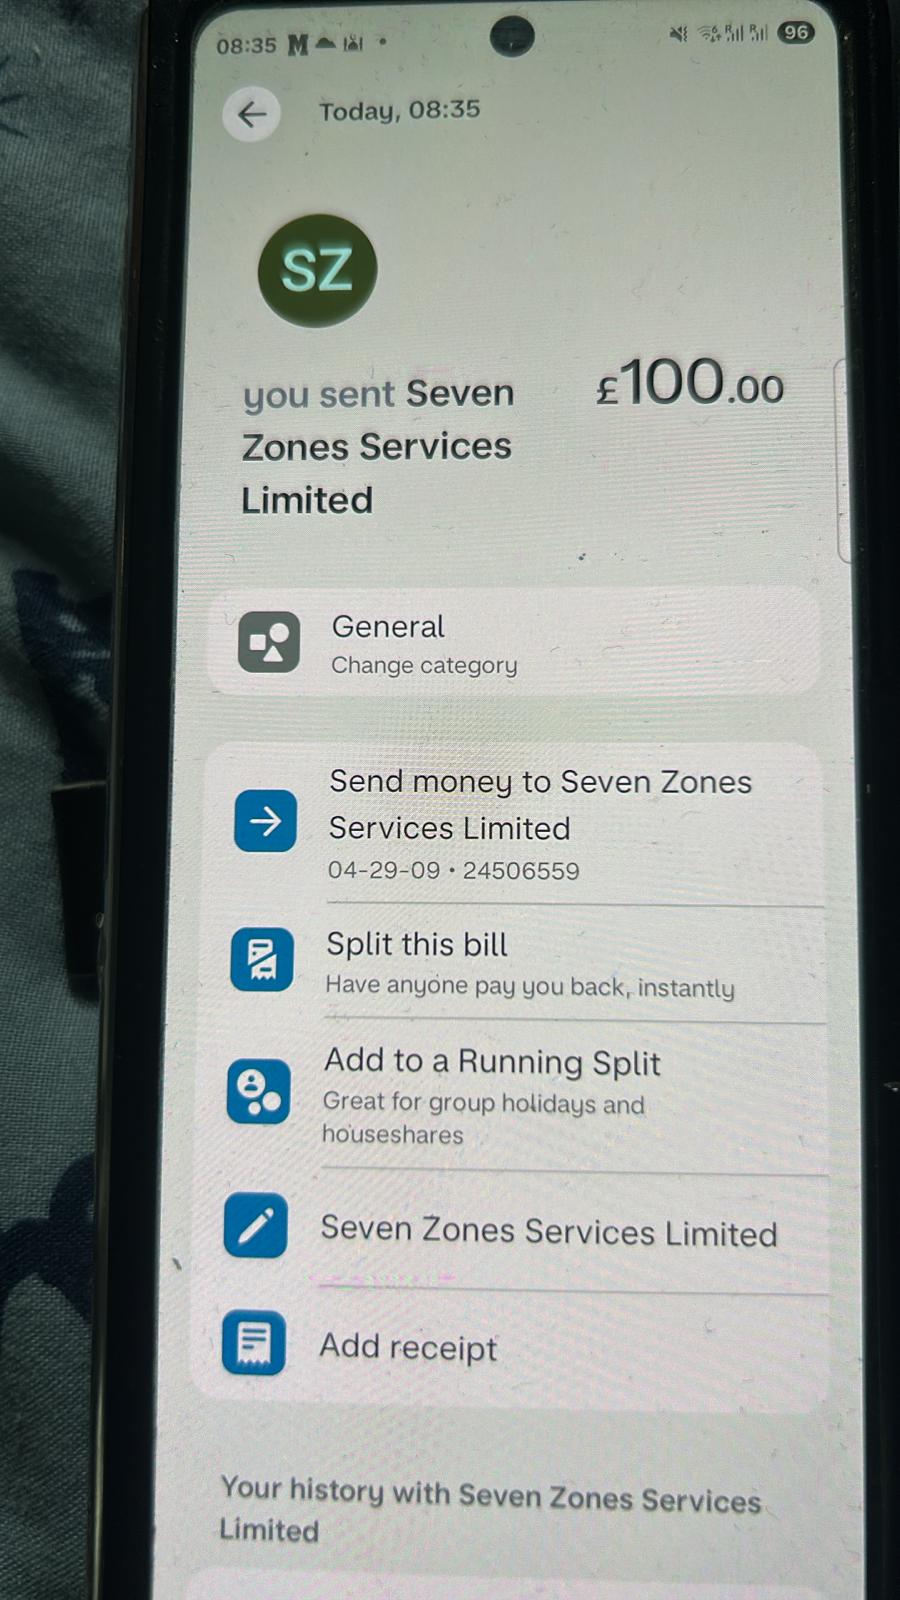 08:35 M
96
Today, 08:35
SZ
you sent Seven
Zones Services
Limited
£100.00
General
Change category
Send money to Seven Zones
Services Limited
04-29-09 • 24506559
Split this bill
Have anyone pay you back, instantly
Add to a Running Split
Great for group holidays and
houseshares
Seven Zones Services Limited
Add receipt
Your history with Seven Zones Services
Limited